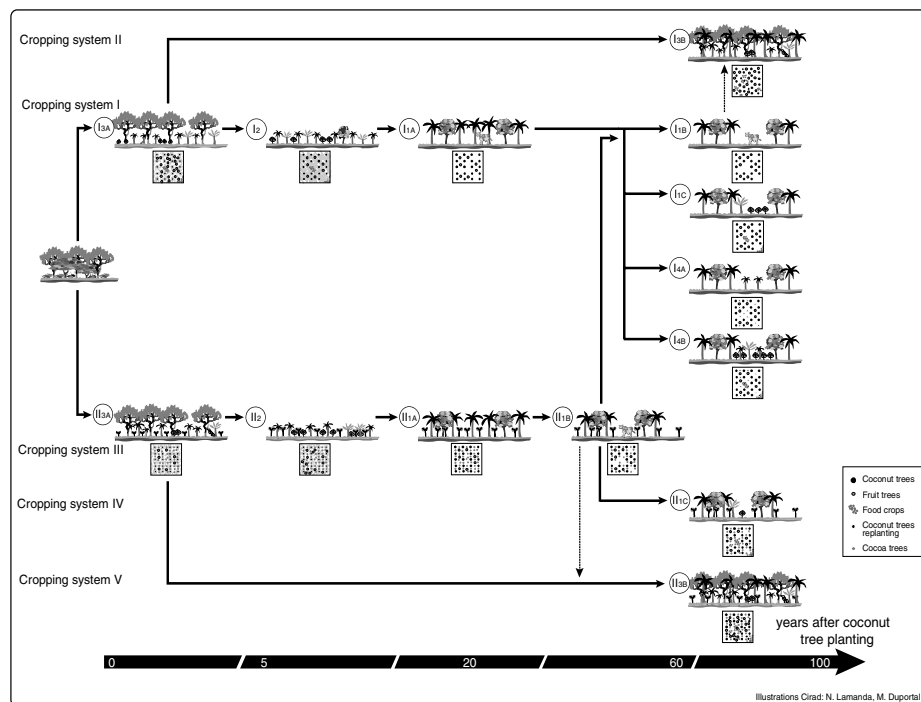 Cropping system II
I3B
Cropping system I
I3A
I2
I1A
I1B
I1C
I4A
I4B
II3A
II2
II1A
II1B
Cropping system III
Coconut trees
Fruit trees
Food crops
Coconut trees
replanting
Cocoa trees
Cropping system IV
II1C
Cropping system V
II3B
years after coconut
tree planting
0
5
20
60
100
Illustrations Cirad: N. Lamanda, M. Duportal